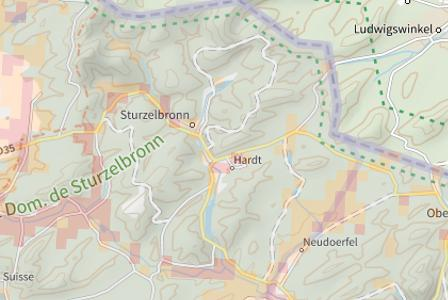 Ludwigswinkel
Sturzelbronn
D35
Hardt
Dom. de Sturzelbronn
Obe
Neudoerfel
Suisse